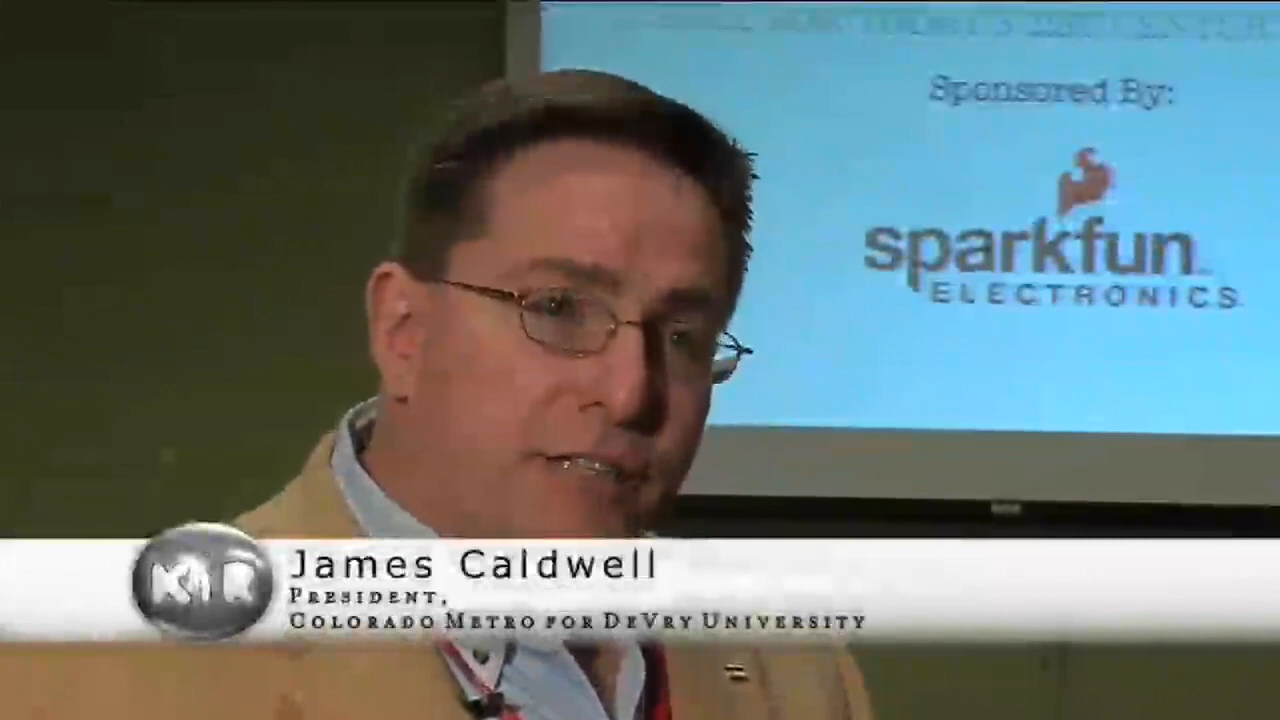 Sponsored By:
sparkfun
ELECTRONICS
James Caldwell
PRESIDENT,
COLORADO METRO FOR DEVRY UNIVERSITY